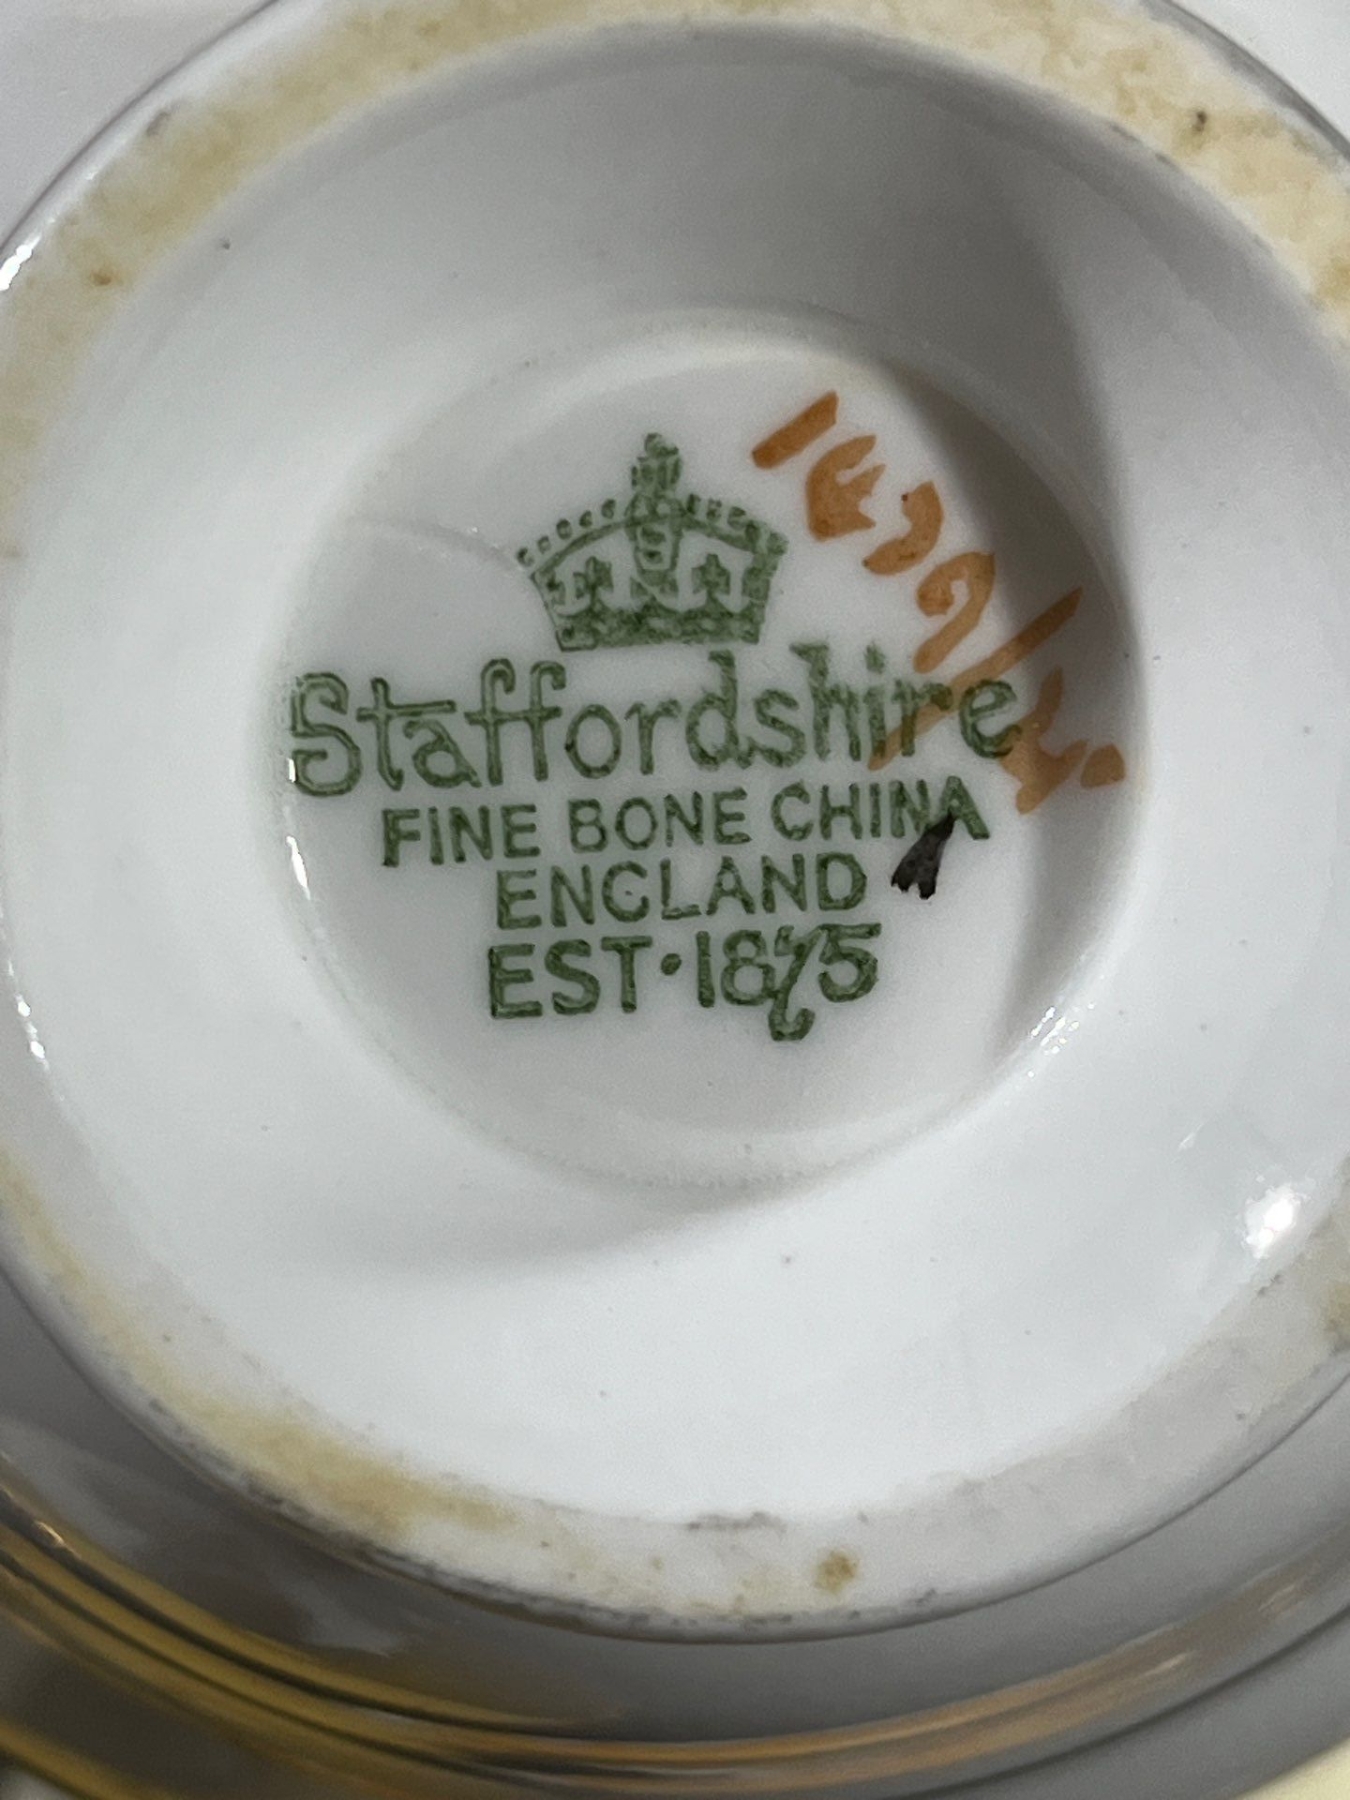 Staffordshire
FINE BONE CHINA
ENGLAND
EST·1875